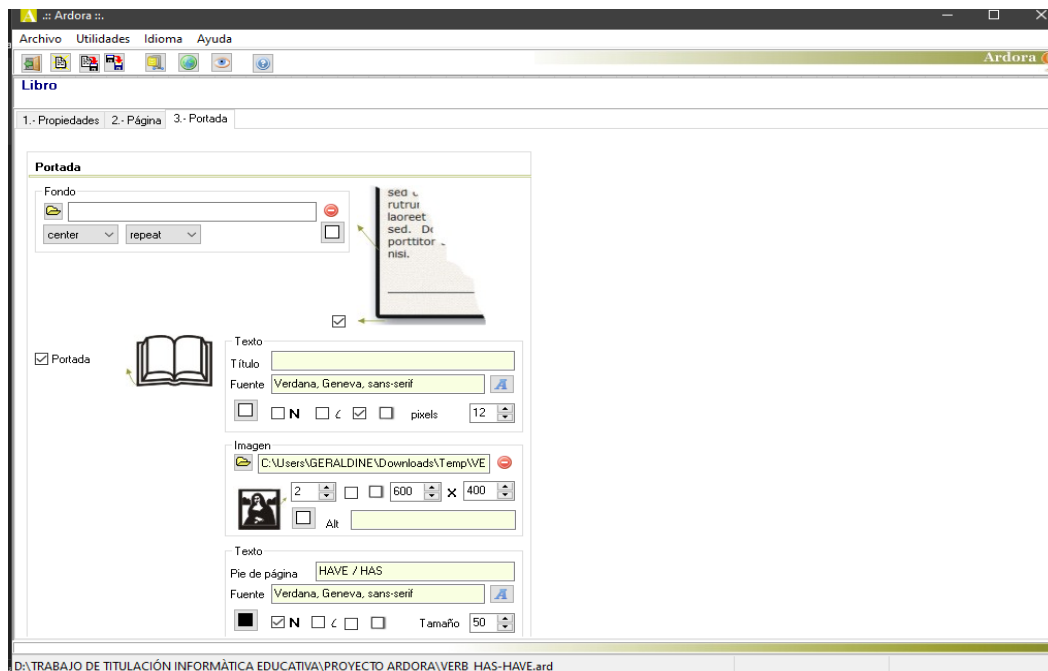 .:: Ardora ::.
Archivo Utilidades Idioma Ayuda
Ardora
Libro
1.- Propiedades 2.- Página 3.- Portada
Portada
Fondo
center repeat
sed
rutrur
laoreet
sed. Do
porttitor
nisi.
Portada
Texto
Título
Fuente Verdana, Geneva, sans-serif A
N i pixels 12
Imagen
C:\Users\GERALDINE\Downloads\Temp\VE
2 600 x 400
Alt
Texto
Pie de página HAVE / HAS
Fuente Verdana, Geneva, sans-serif A
N i Tamaño 50
D:\TRABAJO DE TITULACIÓN INFORMÀTICA EDUCATIVA\PROYECTO ARDORA\VERB_HAS-HAVE.ard